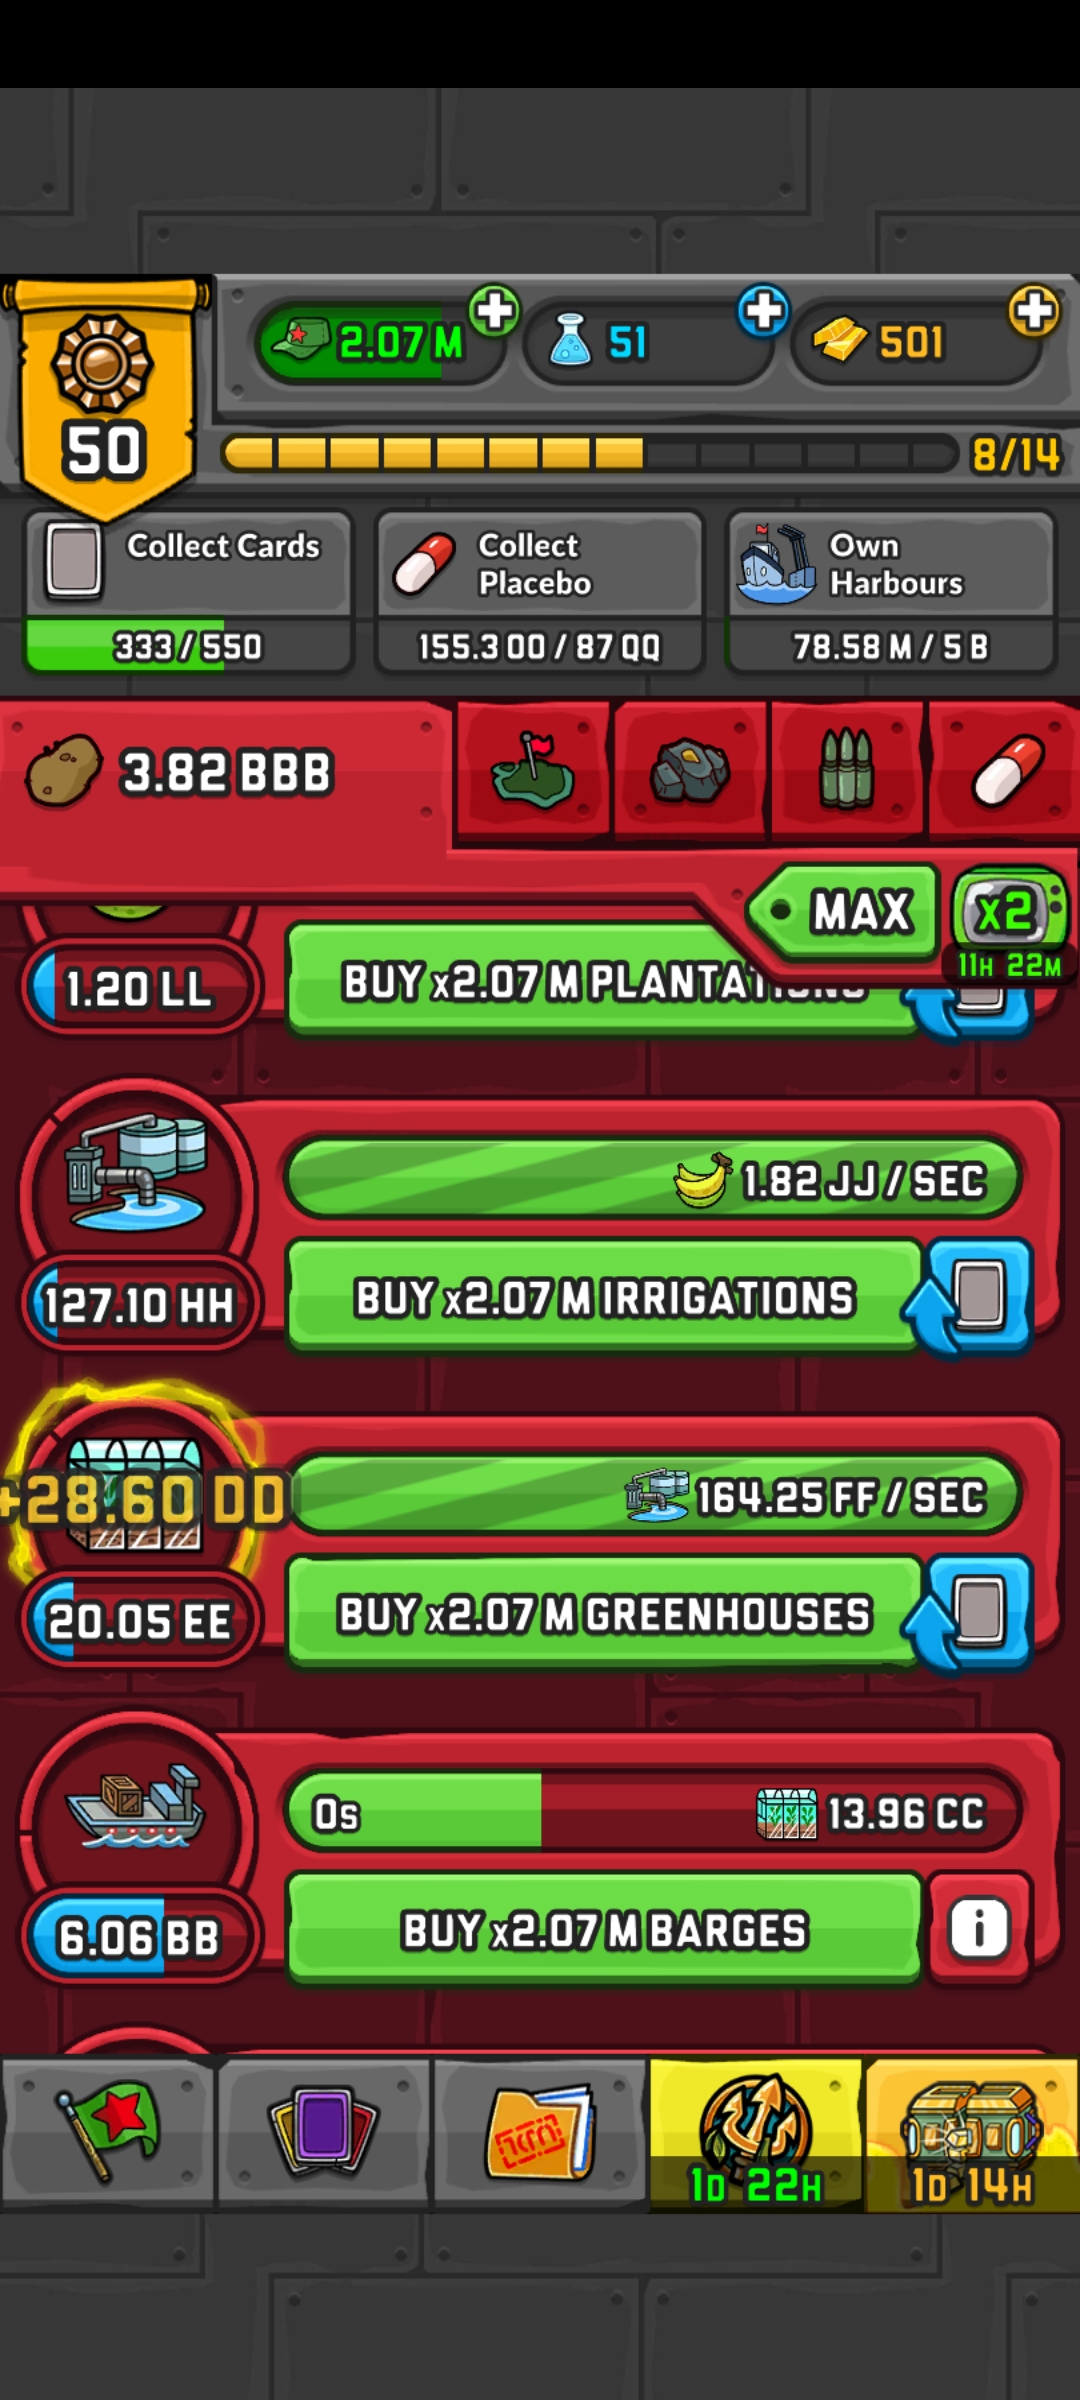 2.07 M
51
501
50
8/14
Collect Cards
333 / 550
Collect
Placebo
155.3 OO / 87 QQ
Own
Harbours
78.58 M / 5 B
3.82 BBB
MAX
x2
11H 22M
1.20 LL
BUY x2.07 M PLANTATIONS
1.82 JJ / SEC
127.10 HH
BUY x2.07 M IRRIGATIONS
+28.60 DD
164.25 FF / SEC
20.05 EE
BUY x2.07 M GREENHOUSES
0s
13.96 CC
6.06 BB
BUY x2.07 M BARGES
i
1D 22H
1D 14H